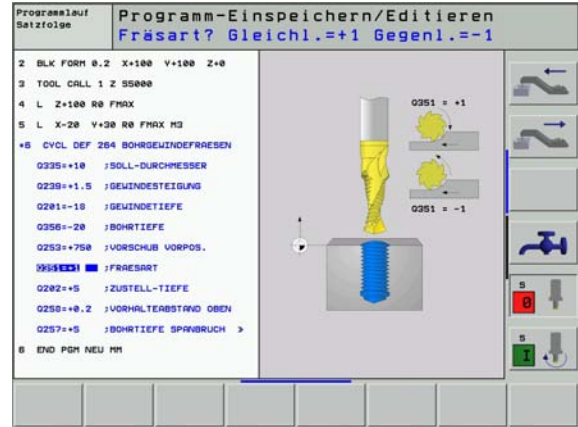 Programmlauf
Satzfolge
Programm-Einspeichern/Editieren
Fräsart? Gleichl.=+1 Gegenl.=-1
2 BLK FORM 0.2 X+100 Y+100 Z+0
3 TOOL CALL 1 Z S5000
4 L Z+100 R0 FMAX
5 L X-20 Y+30 R0 FMAX M3
*6 CYCL DEF 264 BOHRGEWINDEFRAESEN
Q335=+10 ;SOLL-DURCHMESSER
Q239=+1.5 ;GEWINDESTEIGUNG
Q201=-18 ;GEWINDETIEFE
Q356=-20 ;BOHRTIEFE
Q253=+750 ;VORSCHUB VORPOS.
Q351=+1 ;FRAESART
Q202=+5 ;ZUSTELL-TIEFE
Q258=+0.2 ;VORHALTEABSTAND OBEN
Q257=+5 ;BOHRTIEFE SPANBRUCH >
6 END PGM NEU MM
Q351 = +1
Q351 = -1
S
0
S
I